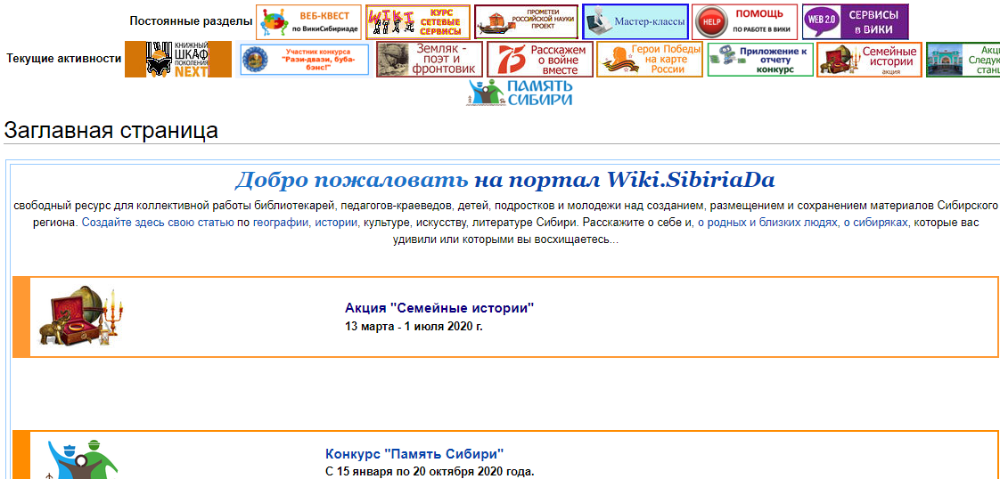 Постоянные разделы
ВЕБ-КВЕСТ
по ВикиСибириаде
WIKI
КУРС
СЕТЕВЫЕ
СЕРВИСЫ
ПРОМЕТЕИ
РОССИЙСКОЙ НАУКИ
ПРОЕКТ
Мастер-классы
HELP
ПОМОЩЬ
ПО РАБОТЕ В ВИКИ
WEB 2.0
СЕРВИСЫ
в ВИКИ
Текущие активности
КНИЖНЫЙ
ШКАФ
ПОКОЛЕНИЯ
NEXT
Участник конкурса
"Рази-двази, буба-
бэнс!"
Земляк -
поэт и
фронтовик
75
Расскажем
о войне
вместе
Герои Победы
на карте
России
Приложение к
отчету
конкурс
Семейные
истории
акция
Акц
Следую
стан
ПАМЯТЬ
СИБИРИ
Заглавная страница
Добро пожаловать на портал Wiki.SibiriaDa
свободный ресурс для коллективной работы библиотекарей, педагогов-краеведов, детей, подростков и молодежи над созданием, размещением и сохранением материалов Сибирского
региона. Создайте здесь свою статью по географии, истории, культуре, искусству, литературе Сибири. Расскажите о себе и, о родных и близких людях, о сибиряках, которые вас
удивили или которыми вы восхищаетесь...
Акция "Семейные истории"
13 марта - 1 июля 2020 г.
Конкурс "Память Сибири"
С 15 января по 20 октября 2020 года.